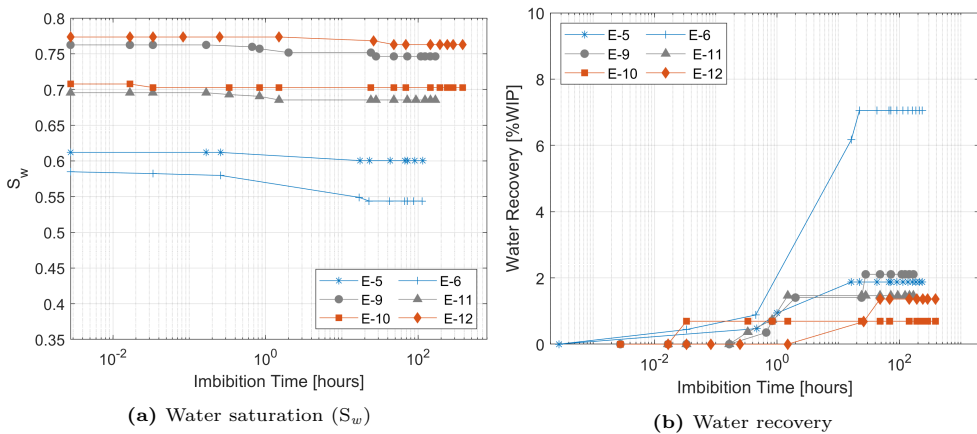 0.8
0.75
0.7
0.65
0.6
0.55
0.5
0.45
0.4
0.35
S_w
10^-2
10^0
10^2
Imbibition Time [hours]
E-5 E-6
E-9 E-11
E-10 E-12
(a) Water saturation (S_w)
10
8
6
4
2
0
Water Recovery [%WIP]
10^-2
10^0
10^2
Imbibition Time [hours]
E-5 E-6
E-9 E-11
E-10 E-12
(b) Water recovery